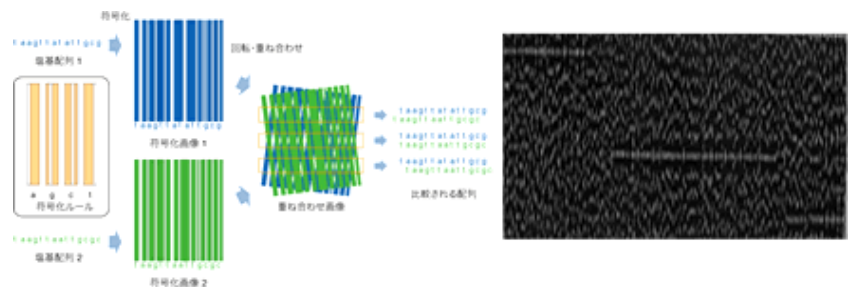 符号化
taagttatattgcg
塩基配列 1
回転・重ね合わせ
taagttatattgcg
符号化画像 1
a g c t
符号化ルール
taagttatattgcg
taagttaattgcgc
taagttatattgcg
taagttaattgcgc
taagttatattgcg
taagttaattgcgc
重ね合わせ画像
比較される配列
taagttaattgcgc
塩基配列 2
taagttaattgcgc
符号化画像 2